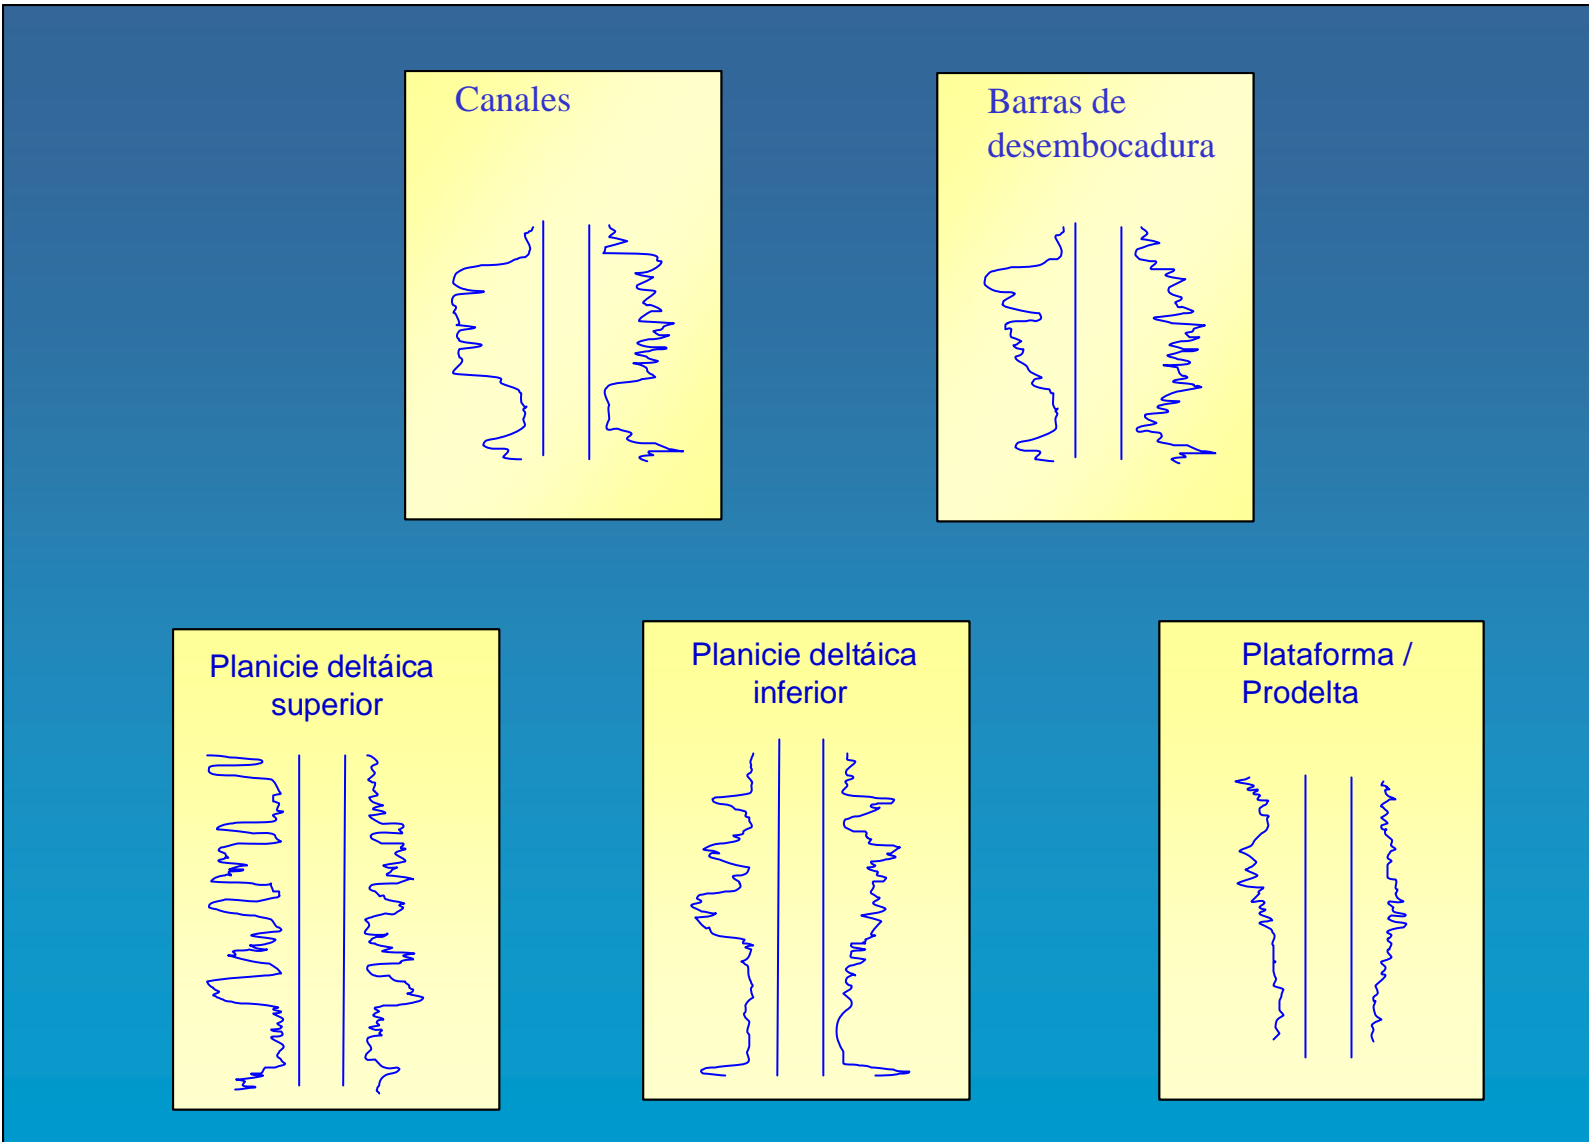 Canales
Barras de
desembocadura
Planicie deltáica
superior
Planicie deltáica
inferior
Plataforma /
Prodelta